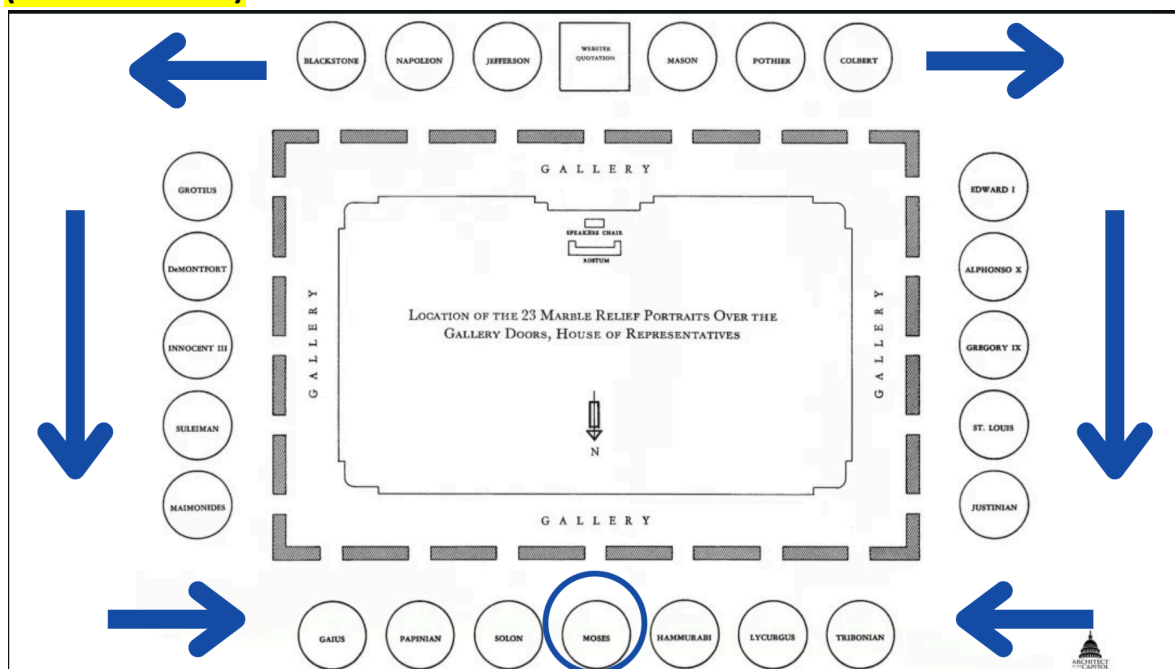 BLACKSTONE
NAPOLEON
JEFFERSON
WEBSTER
QUOTATION
MASON
POTHIER
COLBERT
GALLERY
GROTIUS
EDWARD I
SPEAKERS CHAIR
ROSTUM
DeMONTFORT
ALPHONSO X
GALLERY
LOCATION OF THE 23 MARBLE RELIEF PORTRAITS OVER THE
GALLERY DOORS, HOUSE OF REPRESENTATIVES
GALLERY
INNOCENT III
GREGORY IX
SULEIMAN
N
ST. LOUIS
MAIMONIDES
JUSTINIAN
GALLERY
GAIUS
PAPINIAN
SOLON
MOSES
HAMMURABI
LYCURGUS
TRIBONIAN
ARCHITECT
CAPITOL